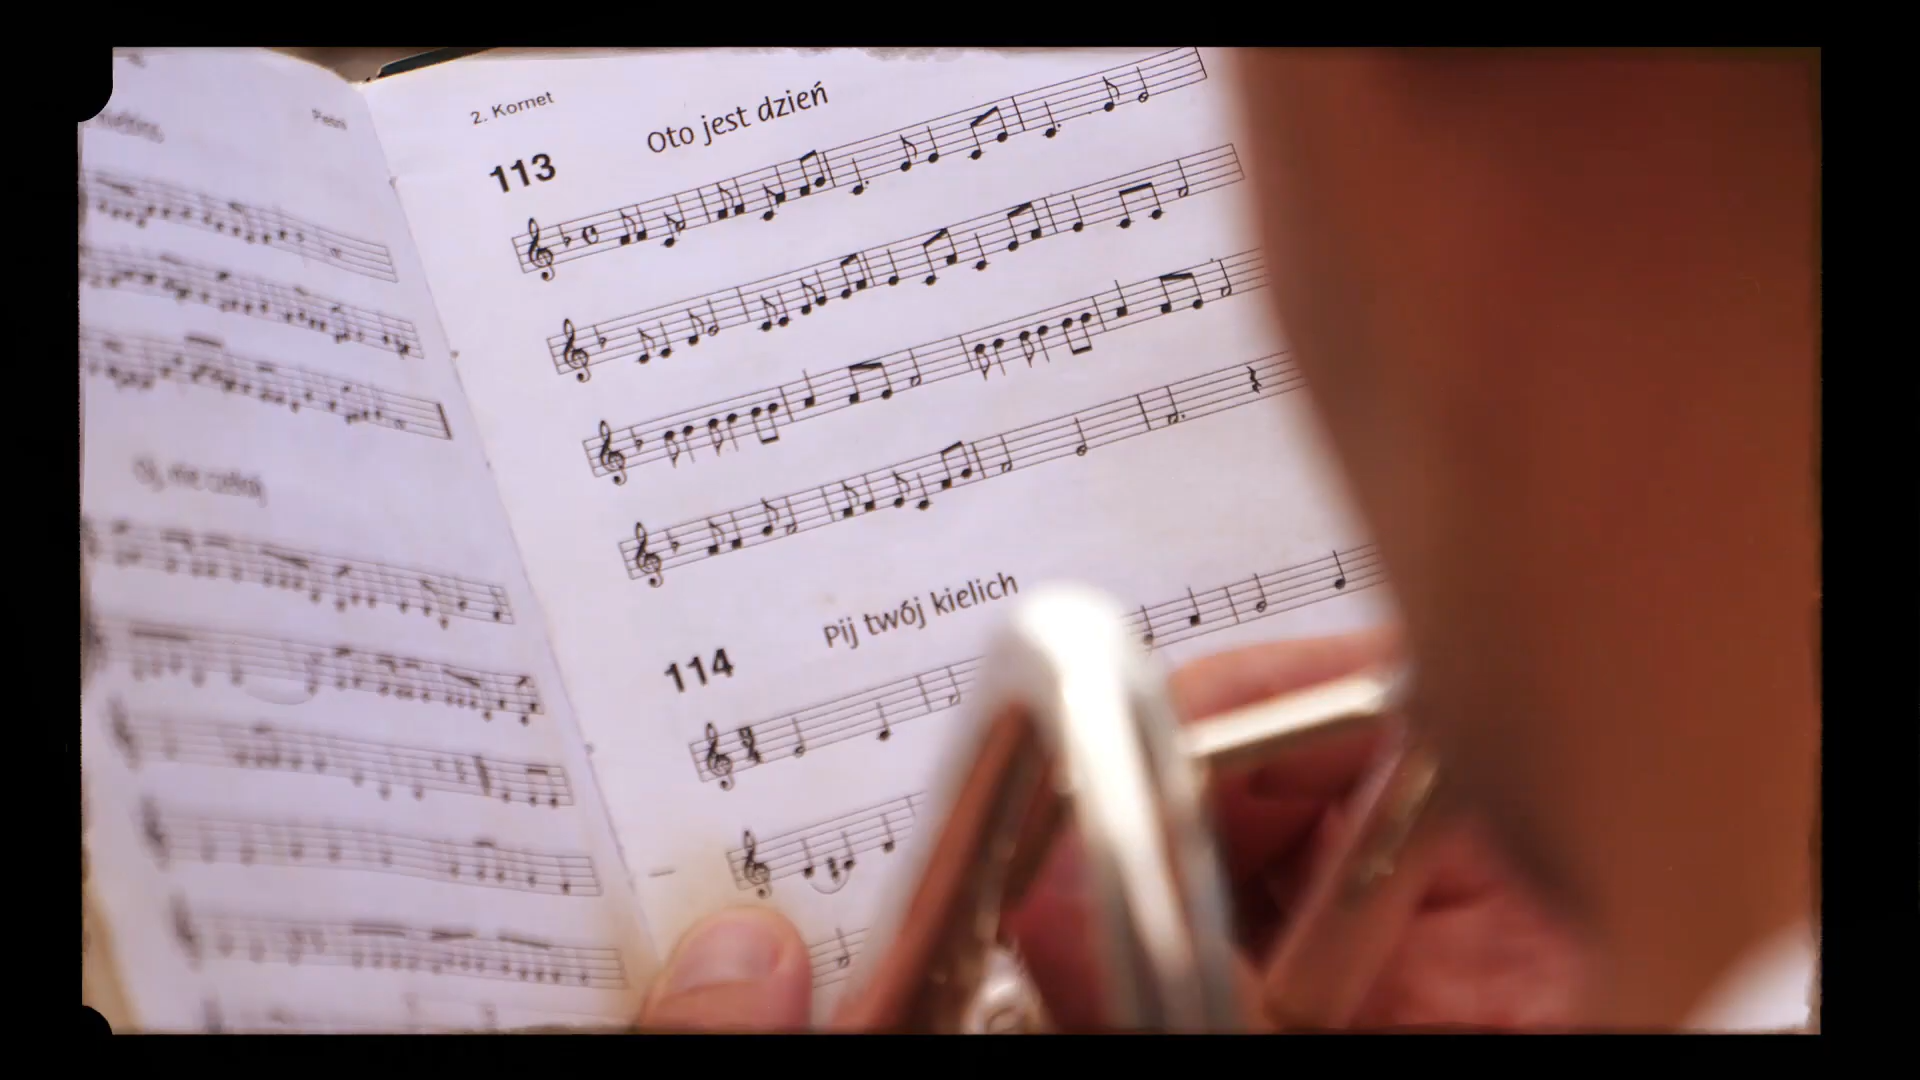 2. Kornet
Oto jest dzień
113
Pij twój kielich
114